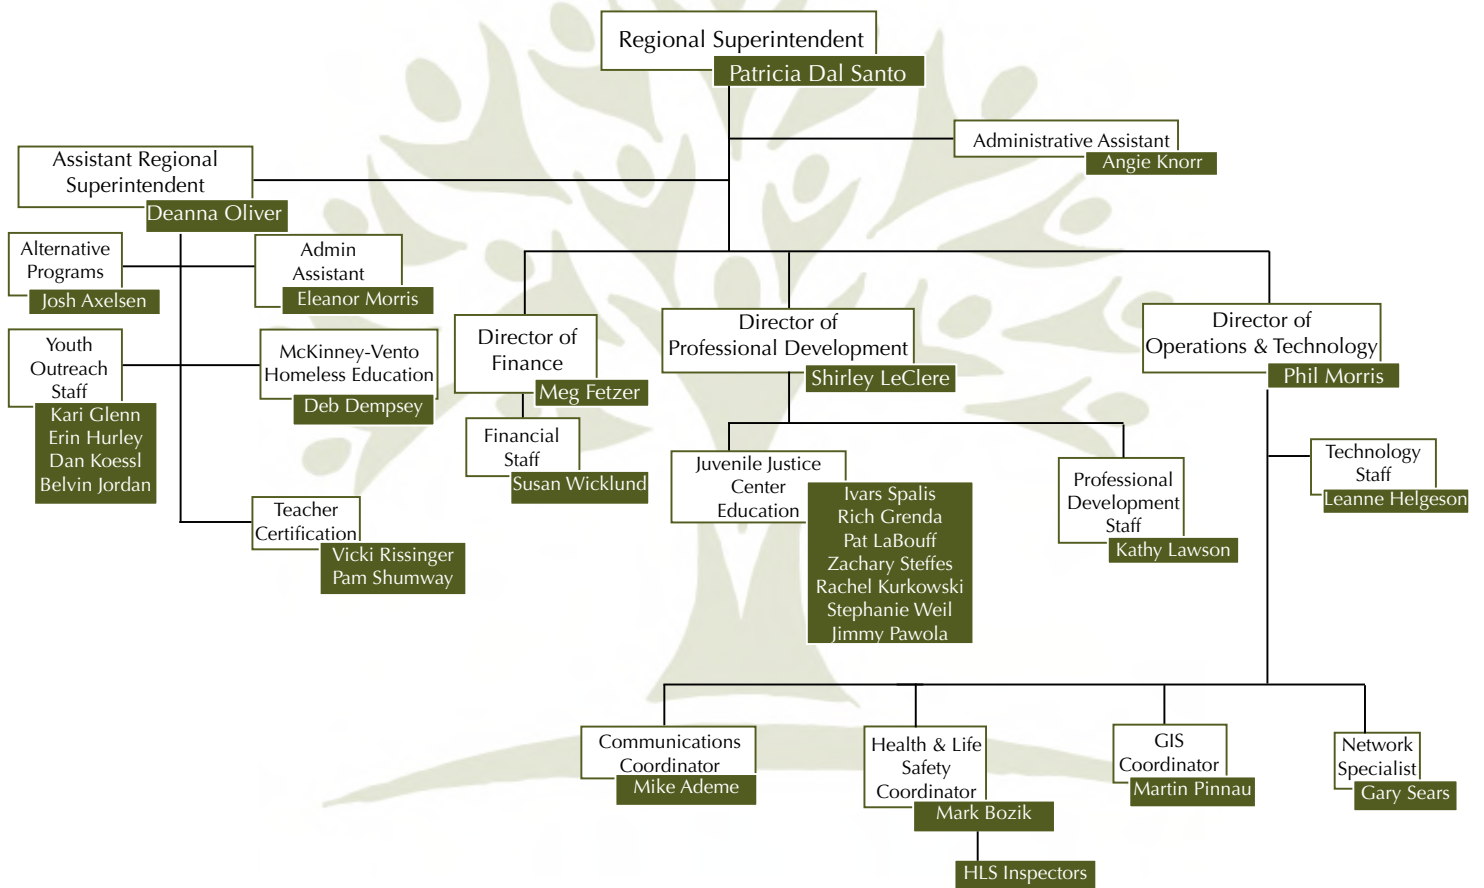 Regional Superintendent
Patricia Dal Santo
Administrative Assistant
Angie Knorr
Assistant Regional
Superintendent
Deanna Oliver
Alternative
Programs
Josh Axelsen
Admin
Assistant
Eleanor Morris
Youth
Outreach
Staff
Kari Glenn
Erin Hurley
Dan Koessl
Belvin Jordan
McKinney-Vento
Homeless Education
Deb Dempsey
Teacher
Certification
Vicki Rissinger
Pam Shumway
Director of
Finance
Meg Fetzer
Financial
Staff
Susan Wicklund
Director of
Professional Development
Shirley LeClere
Juvenile Justice
Center
Education
Ivars Spalis
Rich Grenda
Pat LaBouff
Zachary Steffes
Rachel Kurkowski
Stephanie Weil
Jimmy Pawola
Professional
Development
Staff
Kathy Lawson
Director of
Operations & Technology
Phil Morris
Technology
Staff
Leanne Helgeson
Communications
Coordinator
Mike Ademe
Health & Life
Safety
Coordinator
Mark Bozik
HLS Inspectors
GIS
Coordinator
Martin Pinnau
Network
Specialist
Gary Sears